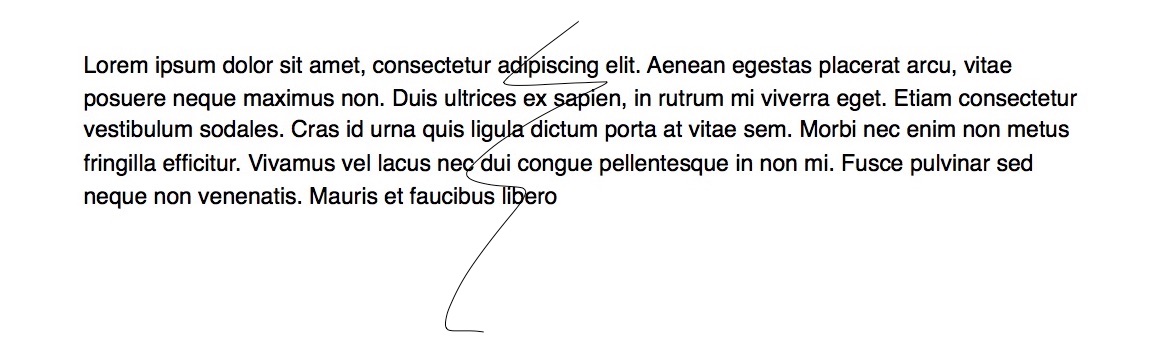 Lorem ipsum dolor sit amet, consectetur adipiscing elit. Aenean egestas placerat arcu, vitae
posuere neque maximus non. Duis ultrices ex sapien, in rutrum mi viverra eget. Etiam consectetur
vestibulum sodales. Cras id urna quis ligula dictum porta at vitae sem. Morbi nec enim non metus
fringilla efficitur. Vivamus vel lacus nec dui congue pellentesque in non mi. Fusce pulvinar sed
neque non venenatis. Mauris et faucibus libero